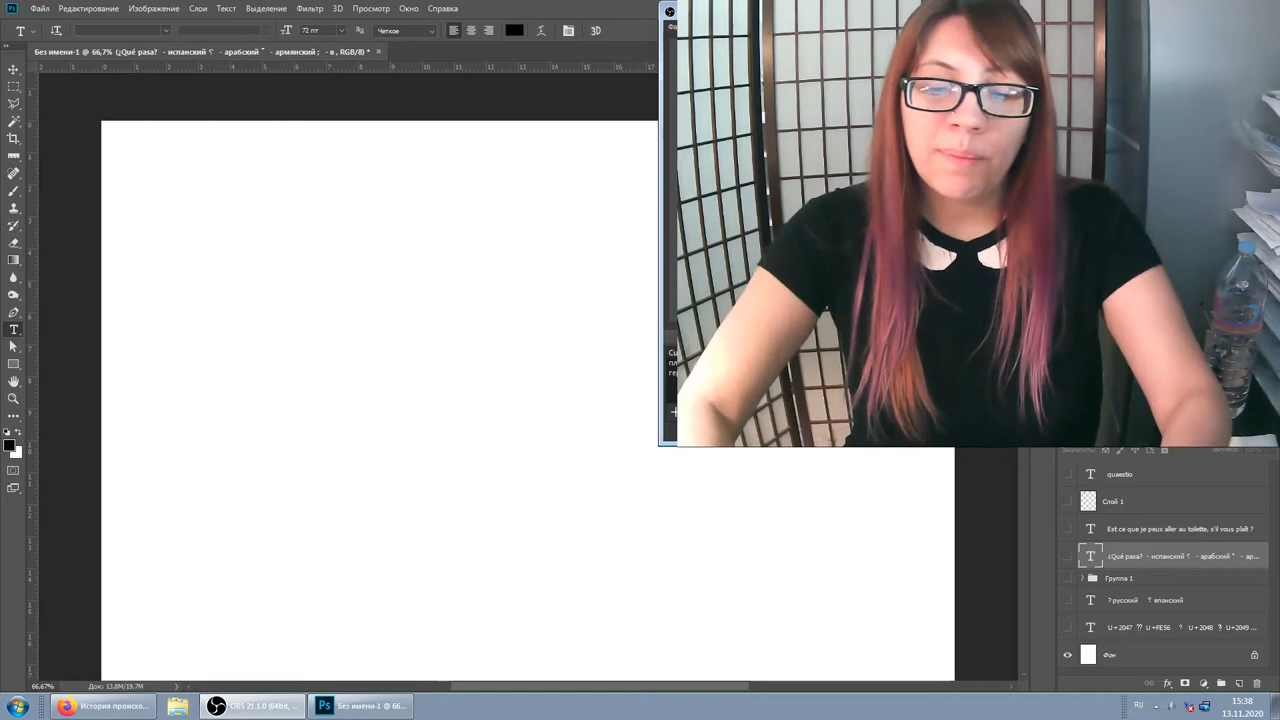 Файл Редактирование Изображение Слои Текст Выделение Фильтр 3D Просмотр Окно Справка
72 пт Четкое 3D
Без имени-1 @ 66,7% (¿Qué pasa? - испанский ؟ - арабский ՞ - армянский ; - в , RGB/8) * ×
quaestio
Слой 1
Est ce que je peux aller au toilette, s'il vous plaît ?
¿Qué pasa? - испанский ؟ - арабский ՞ - ар...
Группа 1
? русский ？ японский
U+2047 ⁇ U+FE56 ﹖ U+2048 ⁈ U+2049 ...
Фон
66,67% Док: 13,8M/19,7M
История происхо...
OBS 21.1.0 (64bit, ...
Без имени-1 @ 66...
RU
15:38
13.11.2020